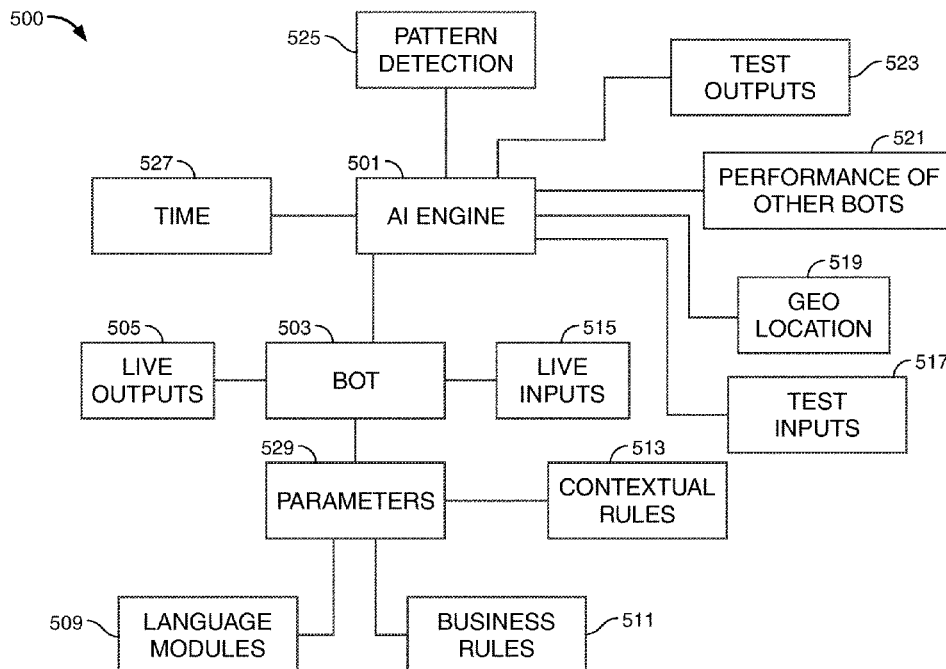 500
525
PATTERN
DETECTION
TEST
OUTPUTS
523
527
TIME
501
AI ENGINE
521
PERFORMANCE OF
OTHER BOTS
519
GEO
LOCATION
505
LIVE
OUTPUTS
503
BOT
515
LIVE
INPUTS
517
TEST
INPUTS
529
PARAMETERS
513
CONTEXTUAL
RULES
509
LANGUAGE
MODULES
BUSINESS
RULES
511